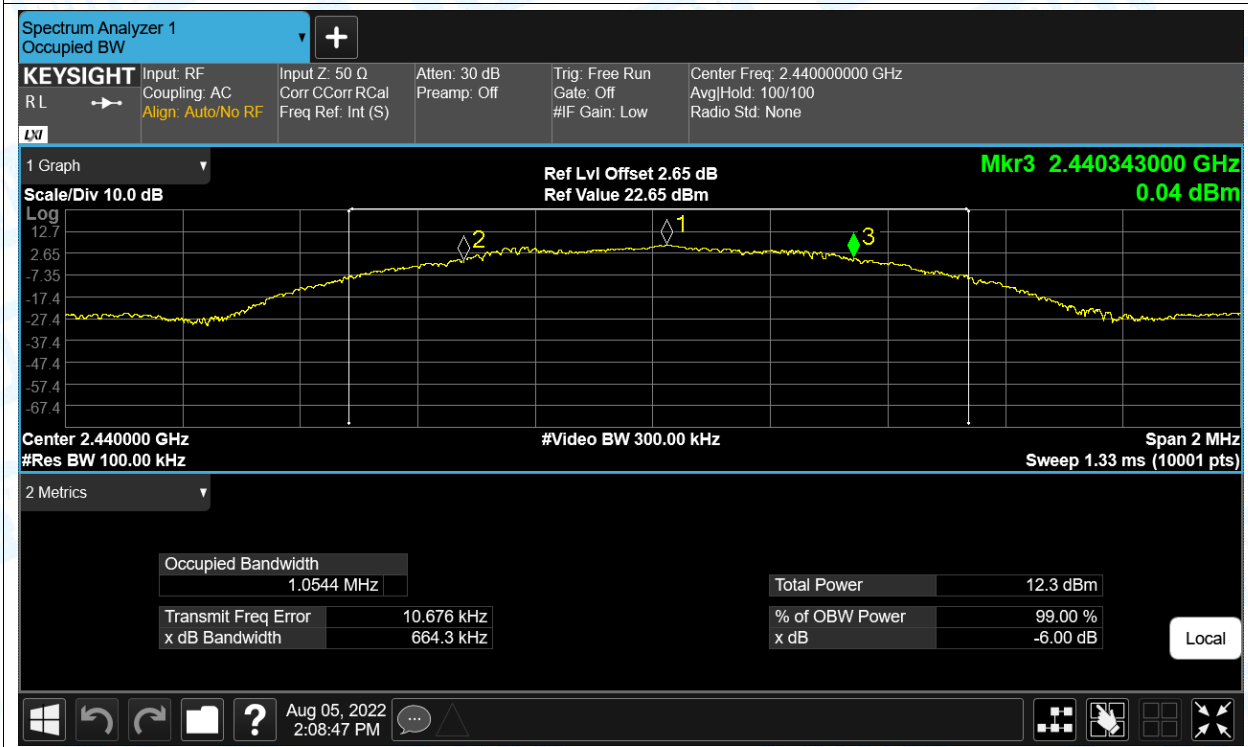 Spectrum Analyzer 1
Occupied BW
KEYSIGHT
R L
LXI
Input: RF
Coupling: AC
Align: Auto/No RF
Input Z: 50 Ω
Corr CCorr RCal
Freq Ref: Int (S)
Atten: 30 dB
Preamp: Off
Trig: Free Run
Gate: Off
#IF Gain: Low
Center Freq: 2.440000000 GHz
Avg|Hold: 100/100
Radio Std: None
1 Graph
Scale/Div 10.0 dB
Ref Lvl Offset 2.65 dB
Ref Value 22.65 dBm
Mkr3 2.440343000 GHz
0.04 dBm
Log
12.7
2.65
-7.35
-17.4
-27.4
-37.4
-47.4
-57.4
-67.4
2
1
3
Center 2.440000 GHz
#Video BW 300.00 kHz
Span 2 MHz
#Res BW 100.00 kHz
Sweep 1.33 ms (10001 pts)
2 Metrics
Occupied Bandwidth
1.0544 MHz
Total Power 12.3 dBm
Transmit Freq Error 10.676 kHz
% of OBW Power 99.00 %
x dB Bandwidth 664.3 kHz
x dB -6.00 dB
Local
?
Aug 05, 2022
2:08:47 PM